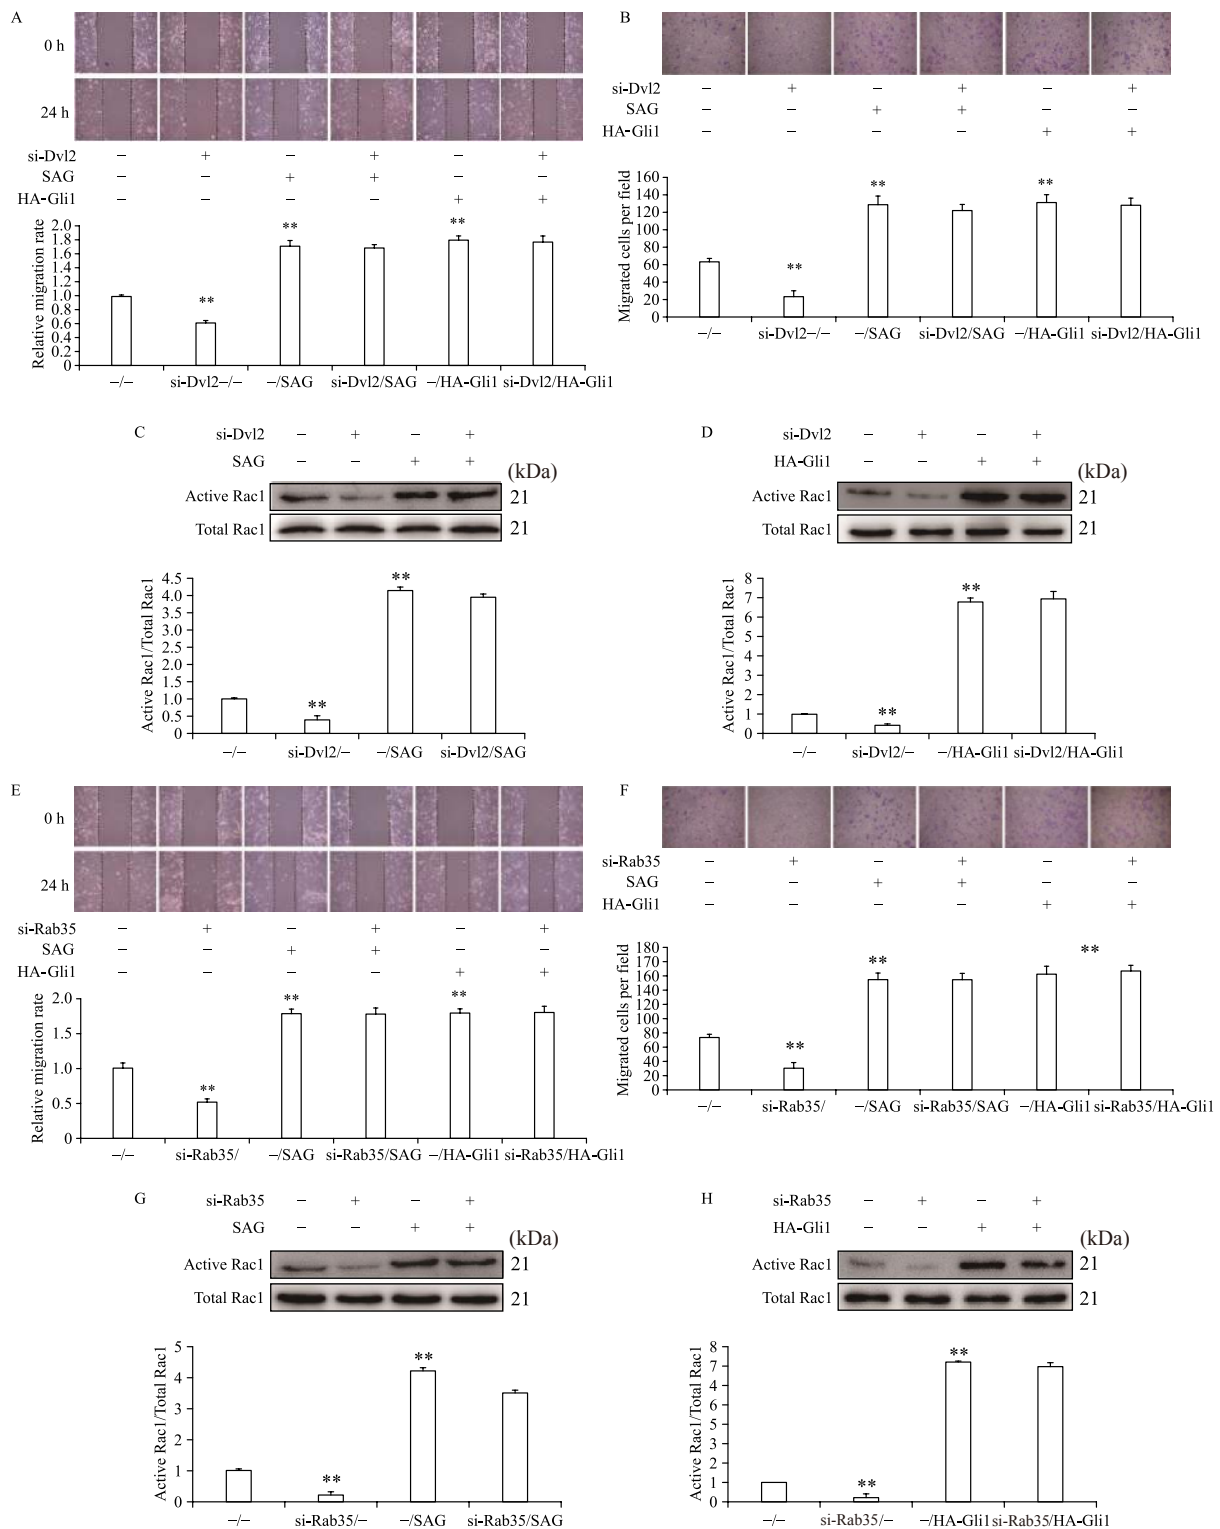 A
0 h
24 h
si-Dvl2 − + − + − +
SAG − − + + − −
HA-Gli1 − − − − + +
Relative migration rate
2.0
1.8
1.6
1.4
1.2
1.0
0.8
0.6
0.4
0.2
0
**
**
**
−/− si-Dvl2−/− −/SAG si-Dvl2/SAG −/HA-Gli1 si-Dvl2/HA-Gli1
B
si-Dvl2 − + − + − +
SAG − − + + − −
HA-Gli1 − − − − + +
Migrated cells per field
160
140
120
100
80
60
40
20
0
**
**
**
−/− si-Dvl2−/− −/SAG si-Dvl2/SAG −/HA-Gli1 si-Dvl2/HA-Gli1
C
si-Dvl2 − + − +
SAG − − + +
(kDa)
Active Rac1 21
Total Rac1 21
Active Rac1/Total Rac1
4.5
4.0
3.5
3.0
2.5
2.0
1.5
1.0
0.5
0
**
**
−/− si-Dvl2/− −/SAG si-Dvl2/SAG
D
si-Dvl2 − + − +
HA-Gli1 − − + +
(kDa)
Active Rac1 21
Total Rac1 21
Active Rac1/Total Rac1
8
7
6
5
4
3
2
1
0
**
**
−/− si-Dvl2/− −/HA-Gli1 si-Dvl2/HA-Gli1
E
0 h
24 h
si-Rab35 − + − + − +
SAG − − + + − −
HA-Gli1 − − − − + +
Relative migration rate
2.0
1.5
1.0
0.5
0
**
**
**
−/− si-Rab35/ −/SAG si-Rab35/SAG −/HA-Gli1 si-Rab35/HA-Gli1
F
si-Rab35 − + − + − +
SAG − − + + − −
HA-Gli1 − − − − + +
Migrated cells per field
180
160
160
140
120
100
80
60
40
20
0
**
**
**
−/− si-Rab35/ −/SAG si-Rab35/SAG −/HA-Gli1 si-Rab35/HA-Gli1
G
si-Rab35 − + − +
SAG − − + +
(kDa)
Active Rac1 21
Total Rac1 21
Active Rac1/Total Rac1
5
4
3
2
1
0
**
**
−/− si-Rab35/− −/SAG si-Rab35/SAG
H
si-Rab35 − + − +
HA-Gli1 − − + +
(kDa)
Active Rac1 21
Total Rac1 21
Active Rac1/Total Rac1
8
7
4
6
5
3
2
1
0
**
**
−/− si-Rab35/− −/HA-Gli1 si-Rab35/HA-Gli1